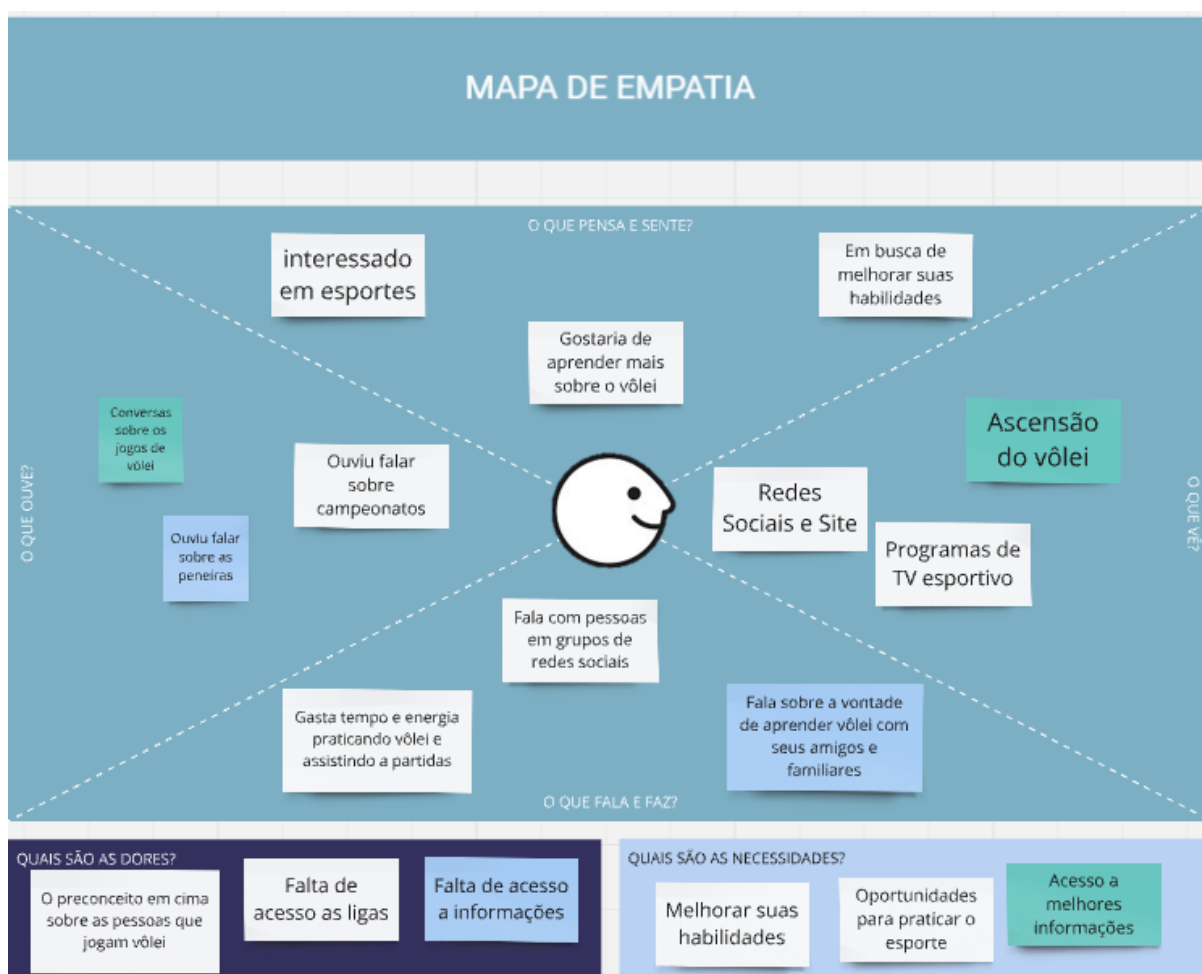 MAPA DE EMPATIA
O QUE PENSA E SENTE?
interessado
em esportes
Em busca de
melhorar suas
habilidades
Gostaria de
aprender mais
sobre o vôlei
O QUE OUVE?
Conversas
sobre os
jogos de
vôlei
Ouviu falar
sobre
campeonatos
Ouviu falar
sobre as
peneiras
O QUE VÊ?
Ascensão
do vôlei
Redes
Sociais e Site
Programas de
TV esportivo
Fala com pessoas
em grupos de
redes sociais
Gasta tempo e energia
praticando vôlei e
assistindo a partidas
Fala sobre a vontade
de aprender vôlei com
seus amigos e
familiares
O QUE FALA E FAZ?
QUAIS SÃO AS DORES?
O preconceito em cima
sobre as pessoas que
jogam vôlei
Falta de
acesso as ligas
Falta de acesso
a informações
QUAIS SÃO AS NECESSIDADES?
Melhorar suas
habilidades
Oportunidades
para praticar o
esporte
Acesso a
melhores
informações